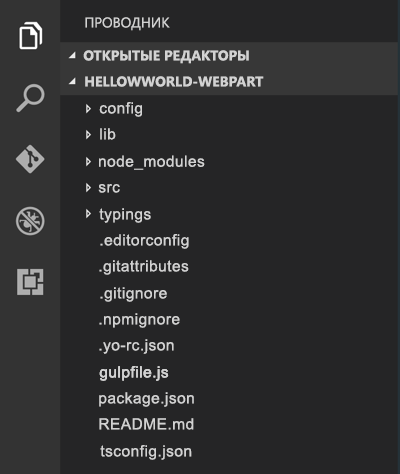 ПРОВОДНИК
ОТКРЫТЫЕ РЕДАКТОРЫ
HELLOWWORLD-WEBPART
config
lib
node_modules
src
typings
.editorconfig
.gitattributes
.gitignore
.npmignore
.yo-rc.json
gulpfile.js
package.json
README.md
tsconfig.json